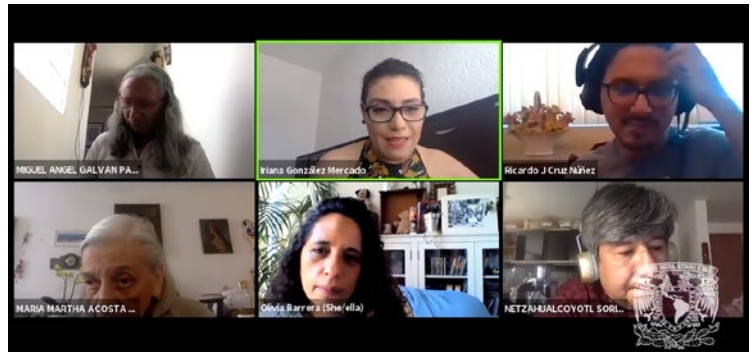 MIGUEL ANGEL GALVAN PA...
Iriana González Mercado
Ricardo J Cruz Núñez
MARIA MARTHA ACOSTA ...
Olivia Barrera (She/ella)
NETZAHUALCOYOTL SORI...